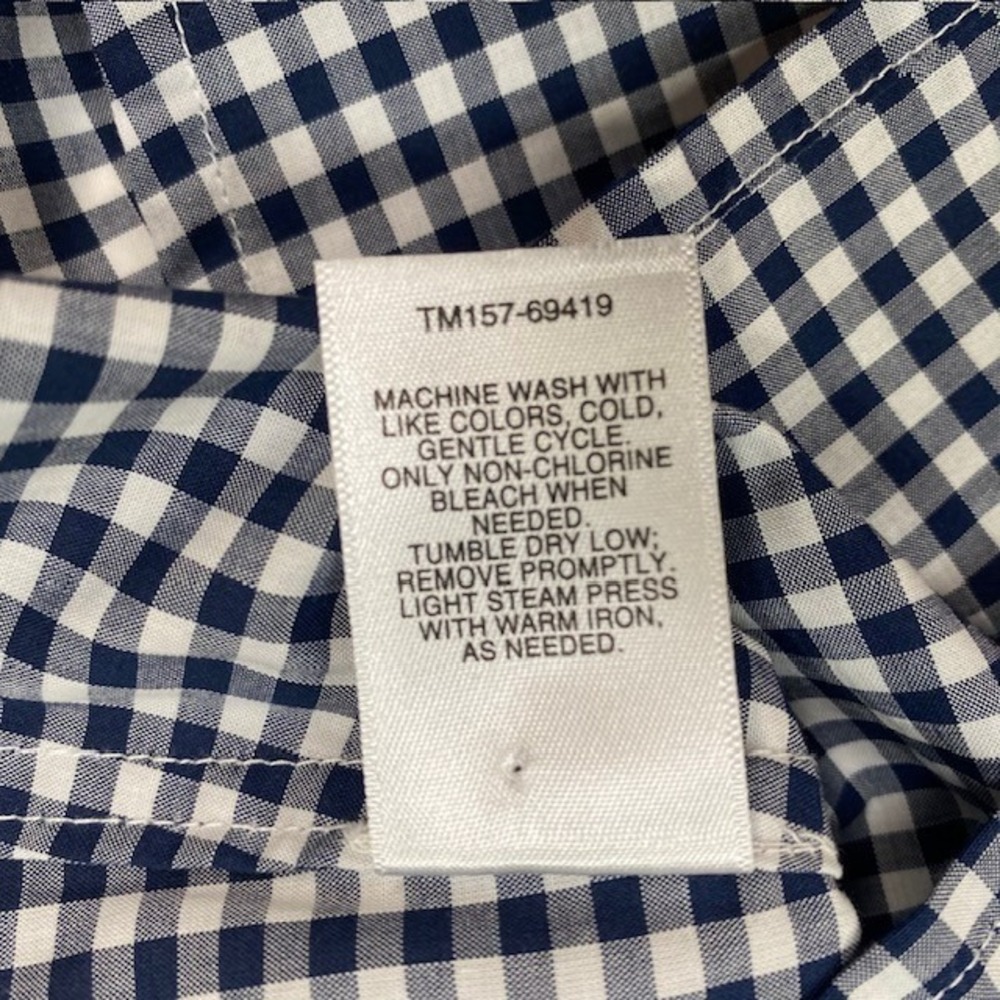 TM157-69419
MACHINE WASH WITH
LIKE COLORS, COLD,
GENTLE CYCLE.
ONLY NON-CHLORINE
BLEACH WHEN
NEEDED.
TUMBLE DRY LOW;
REMOVE PROMPTLY.
LIGHT STEAM PRESS
WITH WARM IRON,
AS NEEDED.